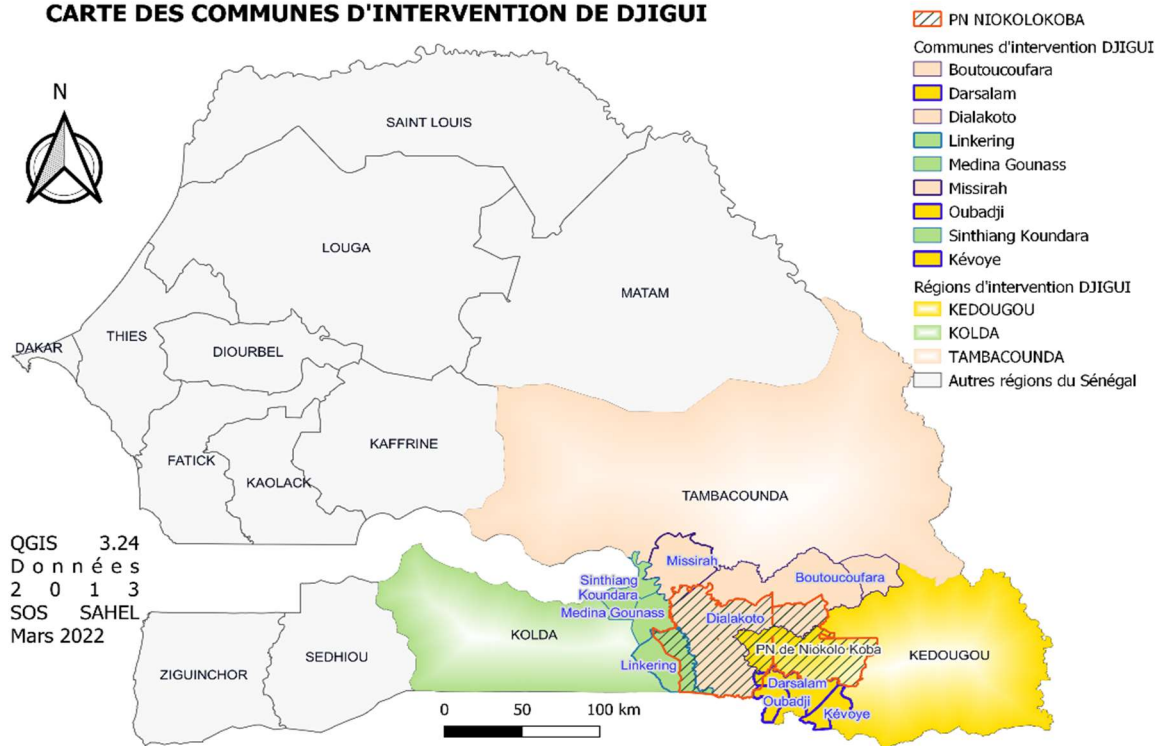 CARTE DES COMMUNES D'INTERVENTION DE DJIGUI
N
PN NIOKOLOKOBA
Communes d'intervention DJIGUI
Boutoucoufara
Darsalam
Dialakoto
Linkering
Medina Gounass
Missirah
Oubadji
Sinthiang Koundara
Kévoye
Régions d'intervention DJIGUI
KEDOUGOU
KOLDA
TAMBACOUNDA
Autres régions du Sénégal
SAINT LOUIS
LOUGA
MATAM
THIES
DAKAR
DIOURBEL
KAFFRINE
FATICK
KAOLACK
TAMBACOUNDA
QGIS 3.24
Données
2013
SOS SAHEL
Mars 2022
Missirah
Boutoucoufara
Sinthiang
Koundara
Medina Gounass
Dialakoto
KOLDA
PN de Niokolo Koba
KEDOUGOU
SEDHIOU
Linkering
ZIGUINCHOR
Darsalam
Oubadji
Kévoye
0 50 100 km